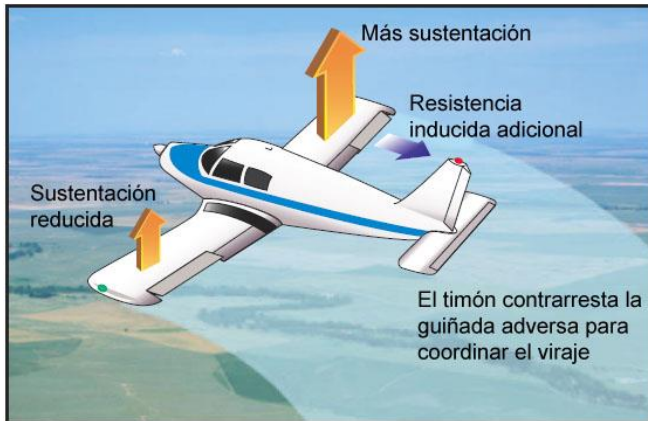 Más sustentación
Resistencia
inducida adicional
Sustentación
reducida
El timón contrarresta la
guiñada adversa para
coordinar el viraje